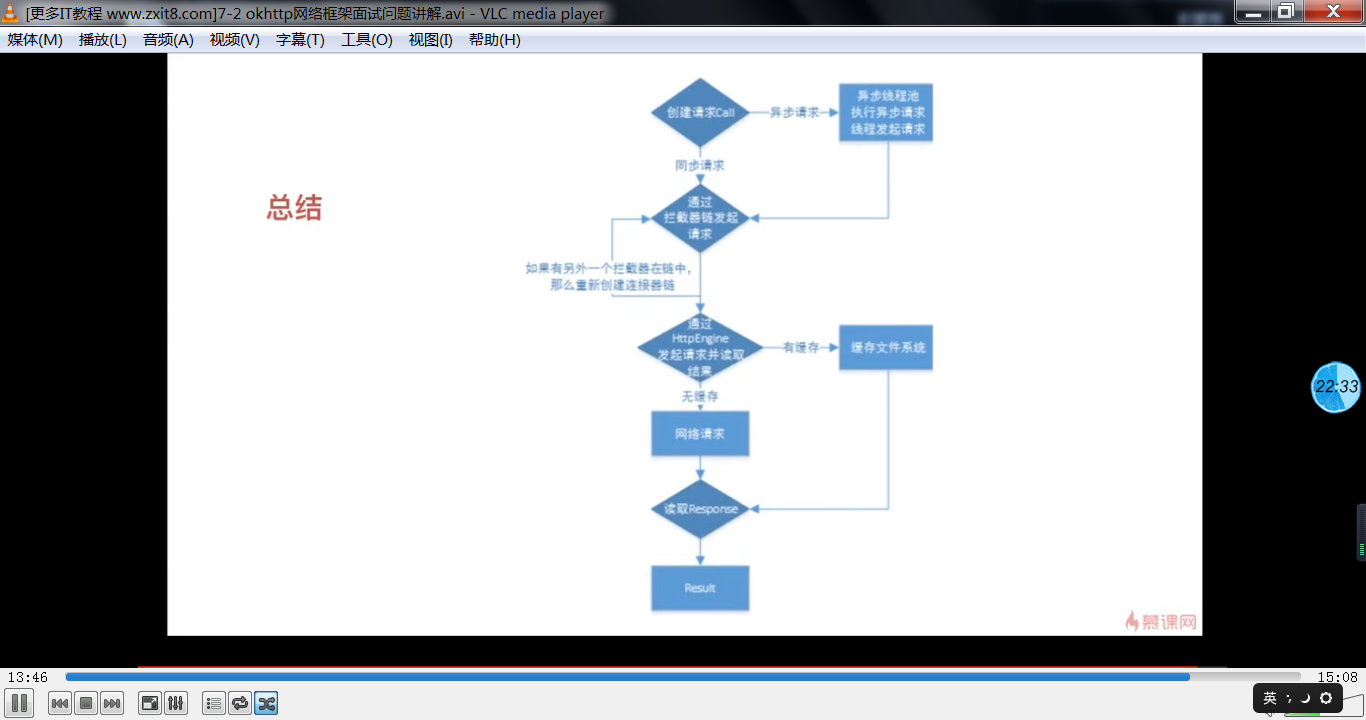 [更多IT教程 www.zxit8.com]7-2 okhttp网络框架面试问题讲解.avi - VLC media player
媒体(M) 播放(L) 音频(A) 视频(V) 字幕(T) 工具(O) 视图(I) 帮助(H)
总结
创建请求Call
异步请求
异步线程池
执行异步请求
线程发起请求
同步请求
通过
拦截器链发起
请求
如果有另外一个拦截器在链中，
那么重新创建连接器链
通过
HttpEngine
发起请求并读取
结果
有缓存
缓存文件系统
无缓存
网络请求
读取Response
Result
慕课网
22:33
13:46
15:08
英